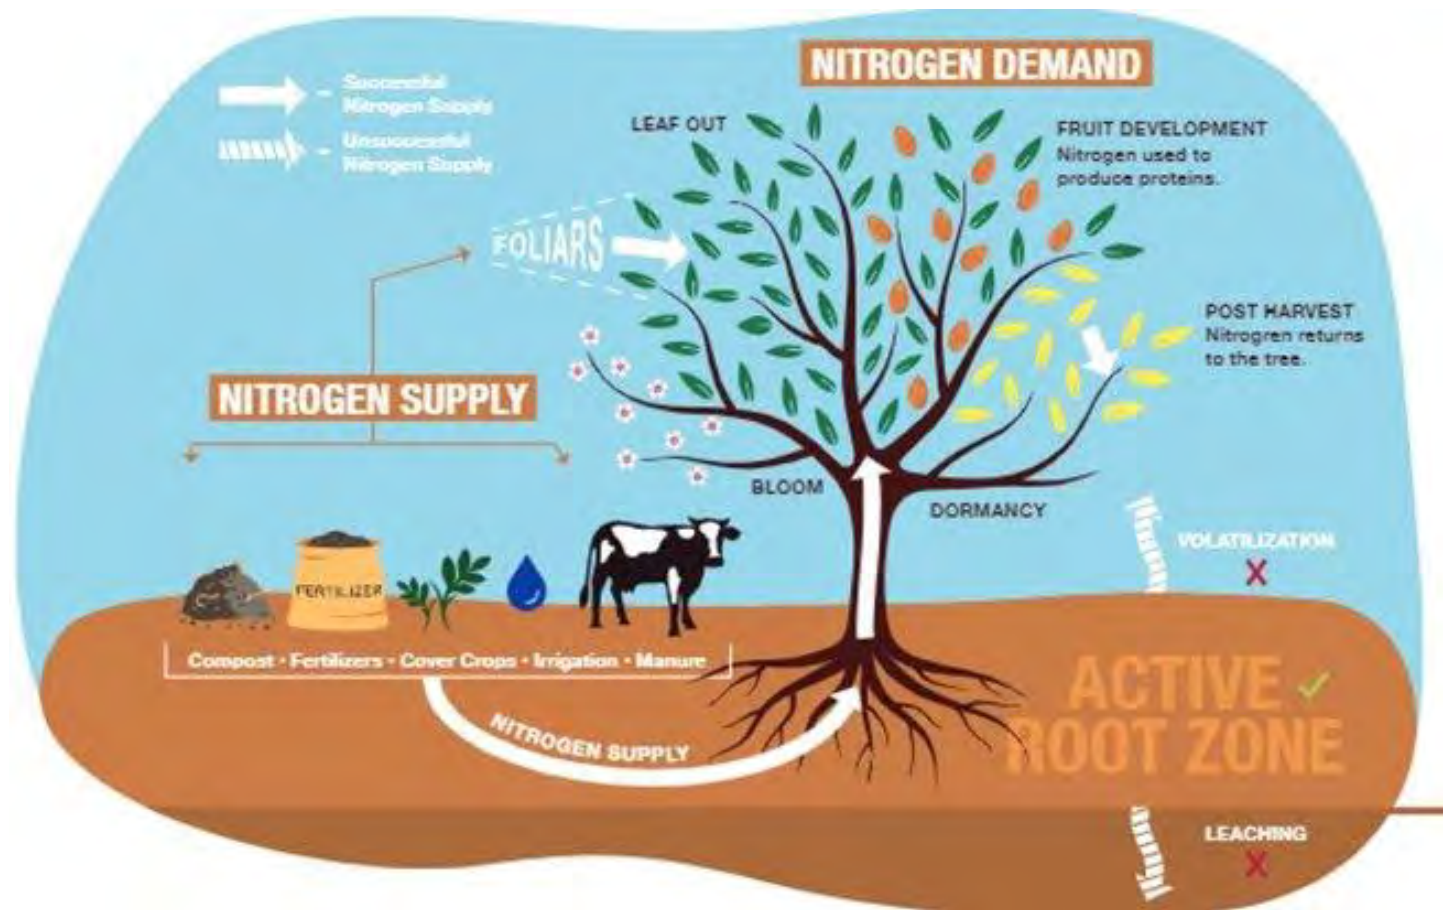 NITROGEN DEMAND
Successful
Nitrogen Supply
Unsuccessful
Nitrogen Supply
LEAF OUT
FRUIT DEVELOPMENT
Nitrogen used to
produce proteins.
FOLIARS
POST HARVEST
Nitrogren returns
to the tree.
NITROGEN SUPPLY
BLOOM
DORMANCY
VOLATILIZATION
X
FERTILIZER
Compost • Fertilizers • Cover Crops • Irrigation • Manure
NITROGEN SUPPLY
ACTIVE ✓
ROOT ZONE
LEACHING
X